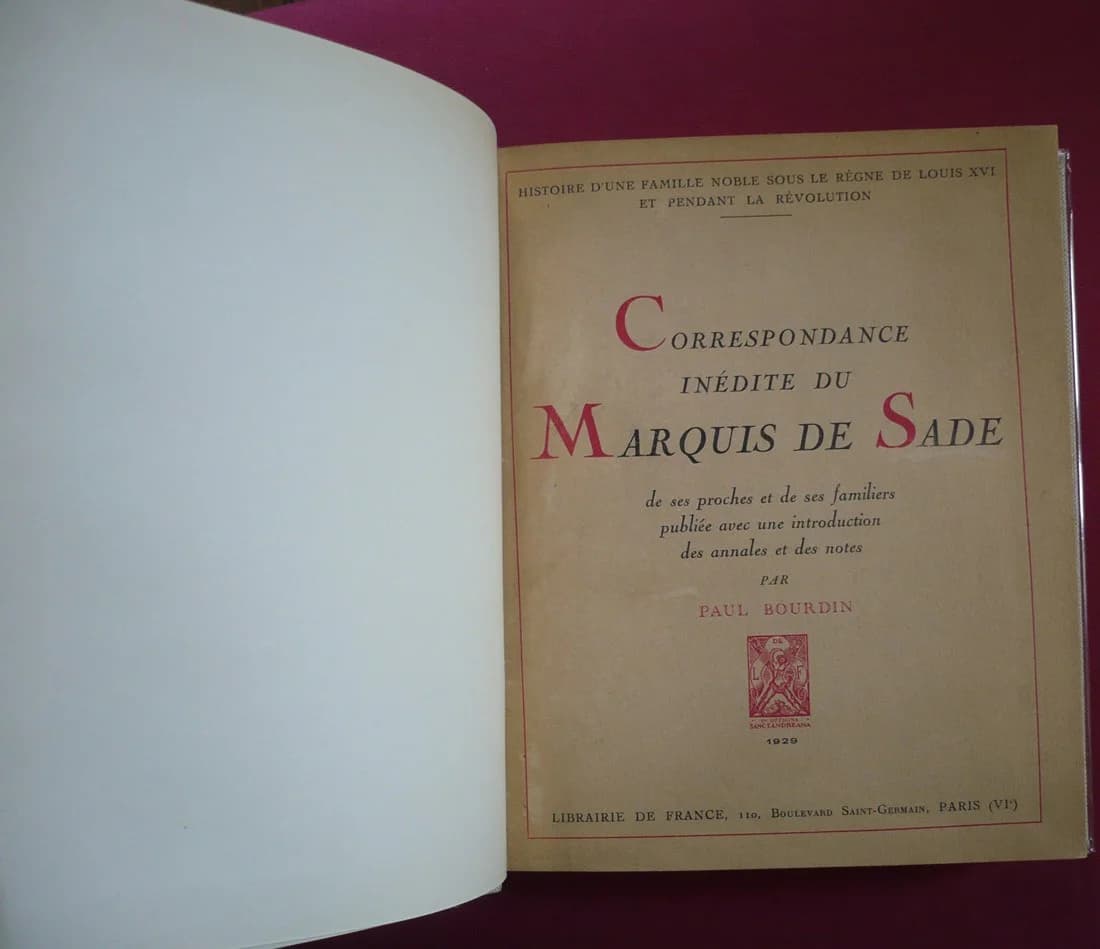 HISTOIRE D'UNE FAMILLE NOBLE SOUS LE RÈGNE DE LOUIS XVI
ET PENDANT LA RÉVOLUTION
CORRESPONDANCE
INÉDITE DU
MARQUIS DE SADE
de ses proches et de ses familiers
publiée avec une introduction
des annales et des notes
PAR
PAUL BOURDIN
DE
L F
SANCTANDREANA
1929
LIBRAIRIE DE FRANCE, 110, BOULEVARD SAINT-GERMAIN, PARIS (VIᵉ)